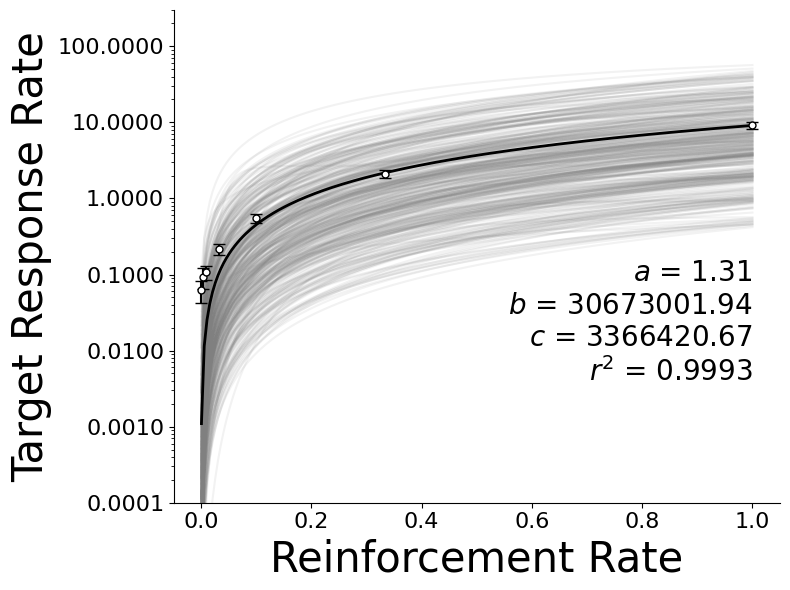 Target Response Rate
100.0000
10.0000
1.0000
0.1000
0.0100
0.0010
0.0001
a = 1.31
b = 30673001.94
c = 3366420.67
r² = 0.9993
0.0 0.2 0.4 0.6 0.8 1.0
Reinforcement Rate